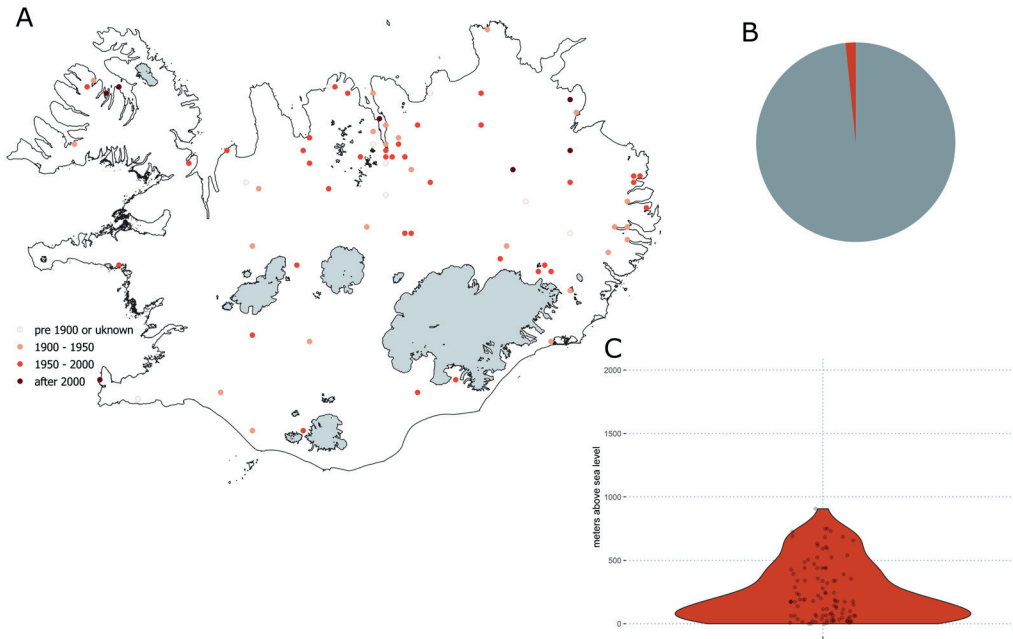 A
B
pre 1900 or uknown
1900 - 1950
1950 - 2000
after 2000
C
2000
1500
1000
500
0
meters above sea level